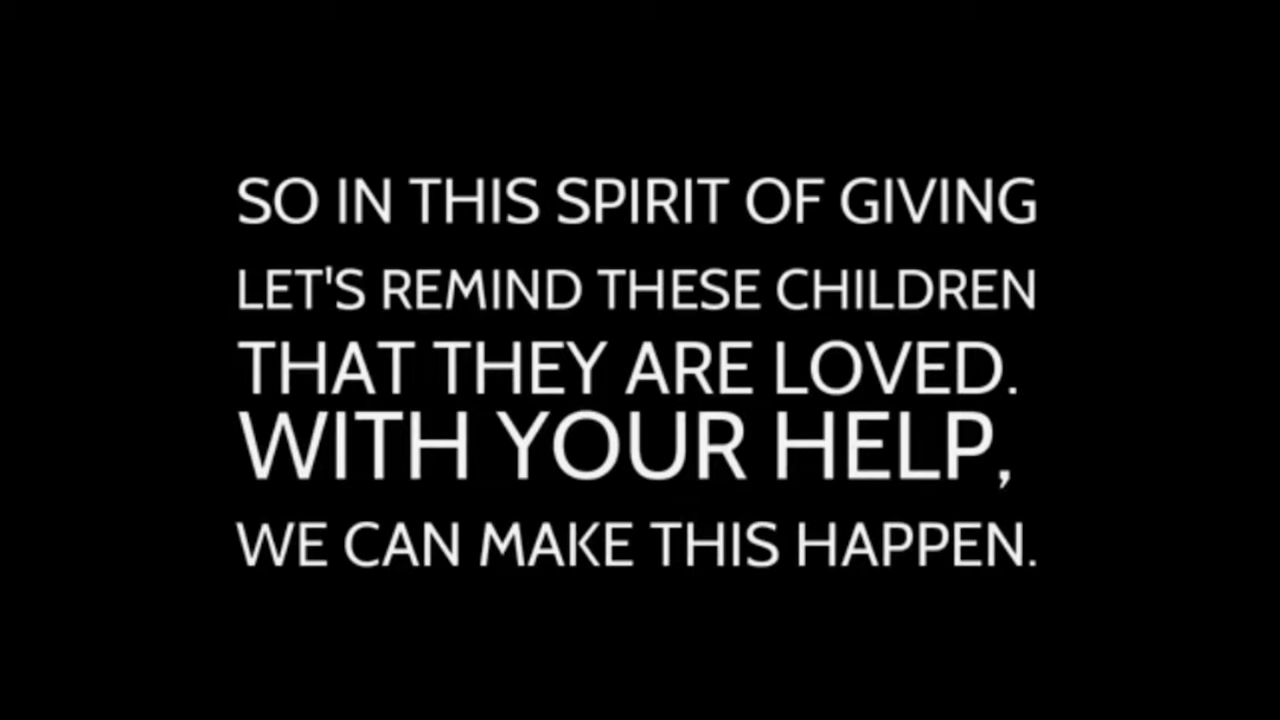 SO IN THIS SPIRIT OF GIVING
LET'S REMIND THESE CHILDREN
THAT THEY ARE LOVED.
WITH YOUR HELP,
WE CAN MAKE THIS HAPPEN.